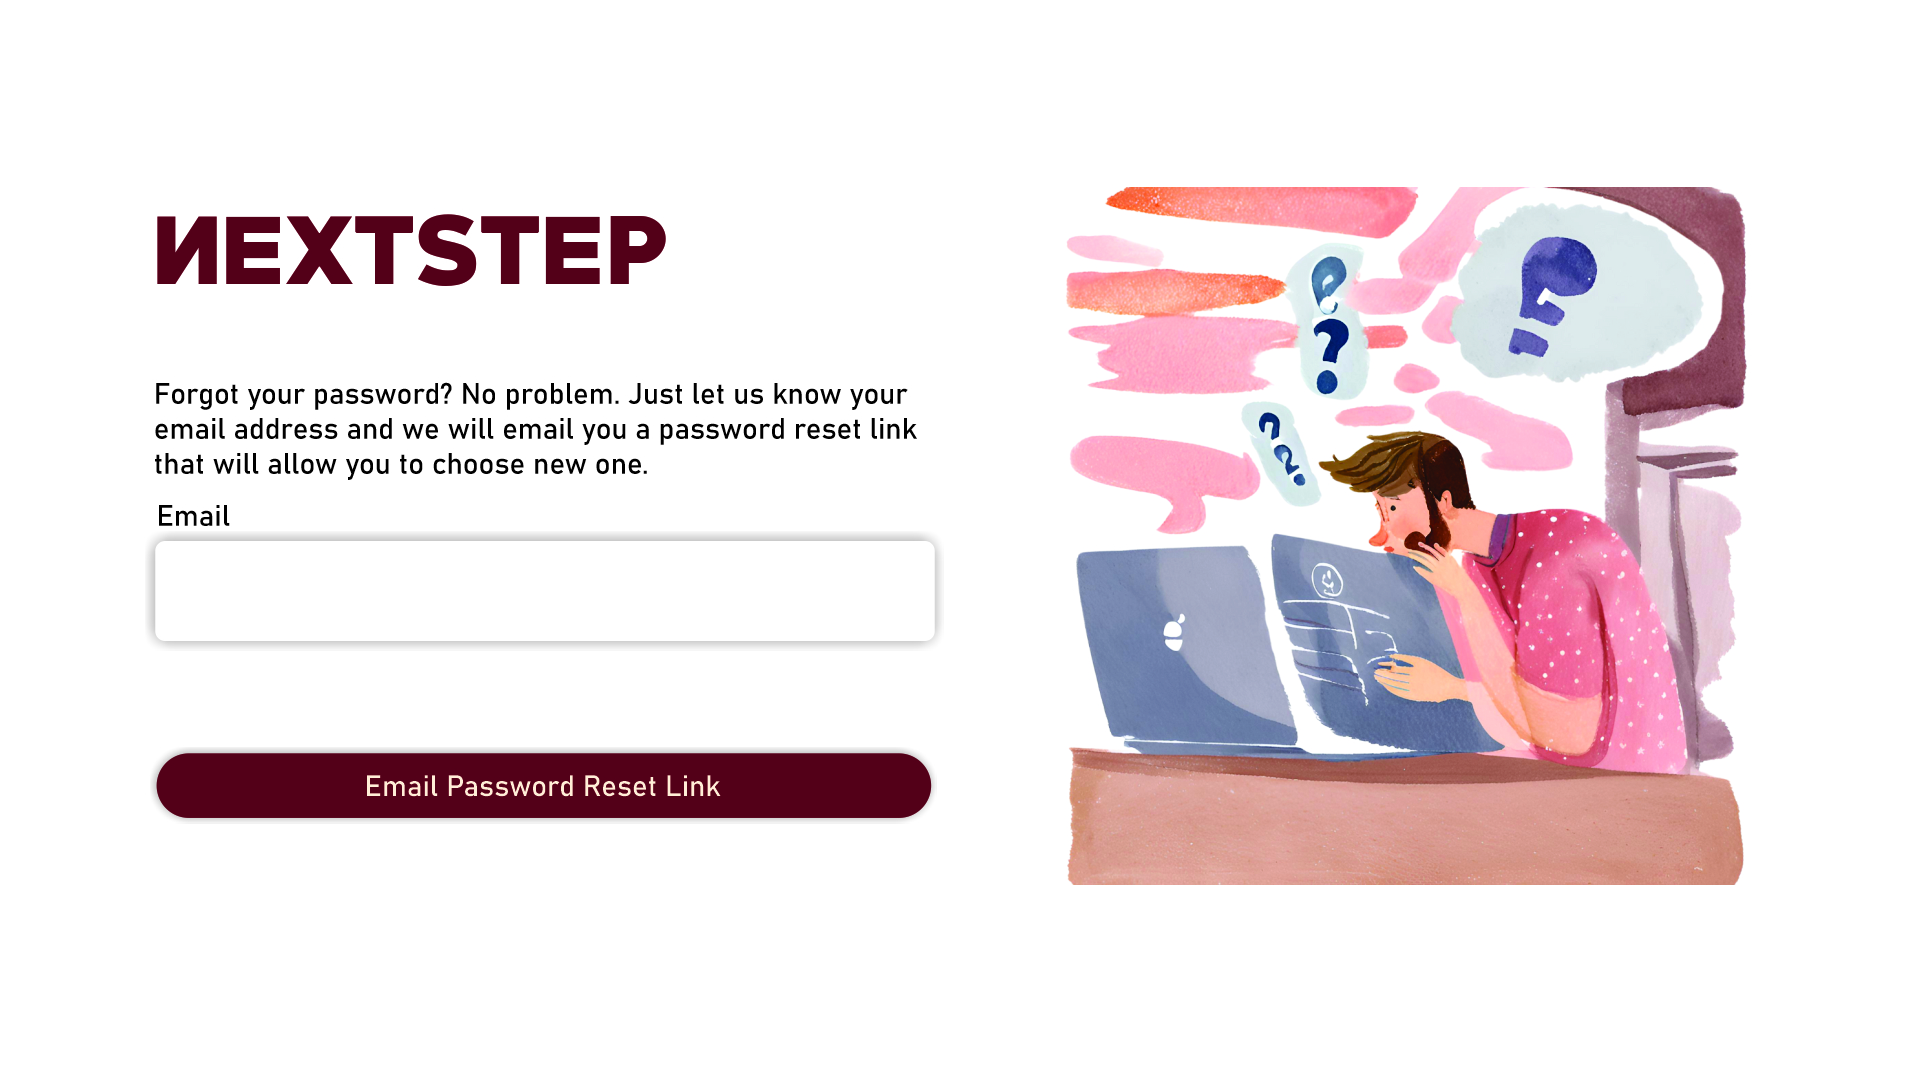 ИEXTSTEP
Forgot your password? No problem. Just let us know your
email address and we will email you a password reset link
that will allow you to choose new one.
Email
Email Password Reset Link
? ?
?
? ?